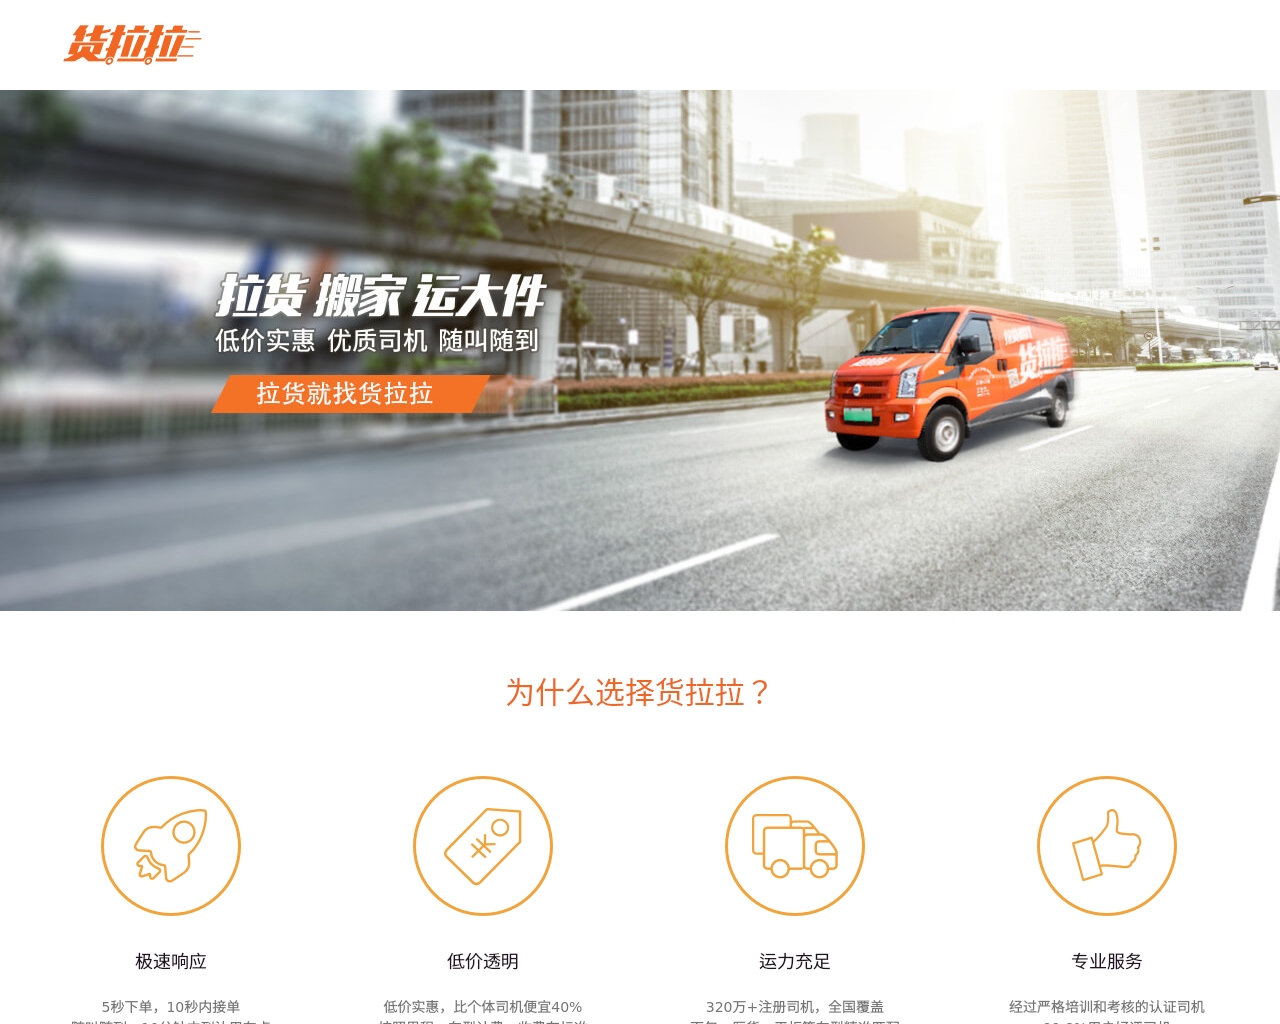 货拉拉
拉货 搬家 运大件
低价实惠 优质司机 随叫随到
拉货就找货拉拉
货拉拉
为什么选择货拉拉？
极速响应
低价透明
运力充足
专业服务
5秒下单，10秒内接单
低价实惠，比个体司机便宜40%
320万+注册司机，全国覆盖
经过严格培训和考核的认证司机